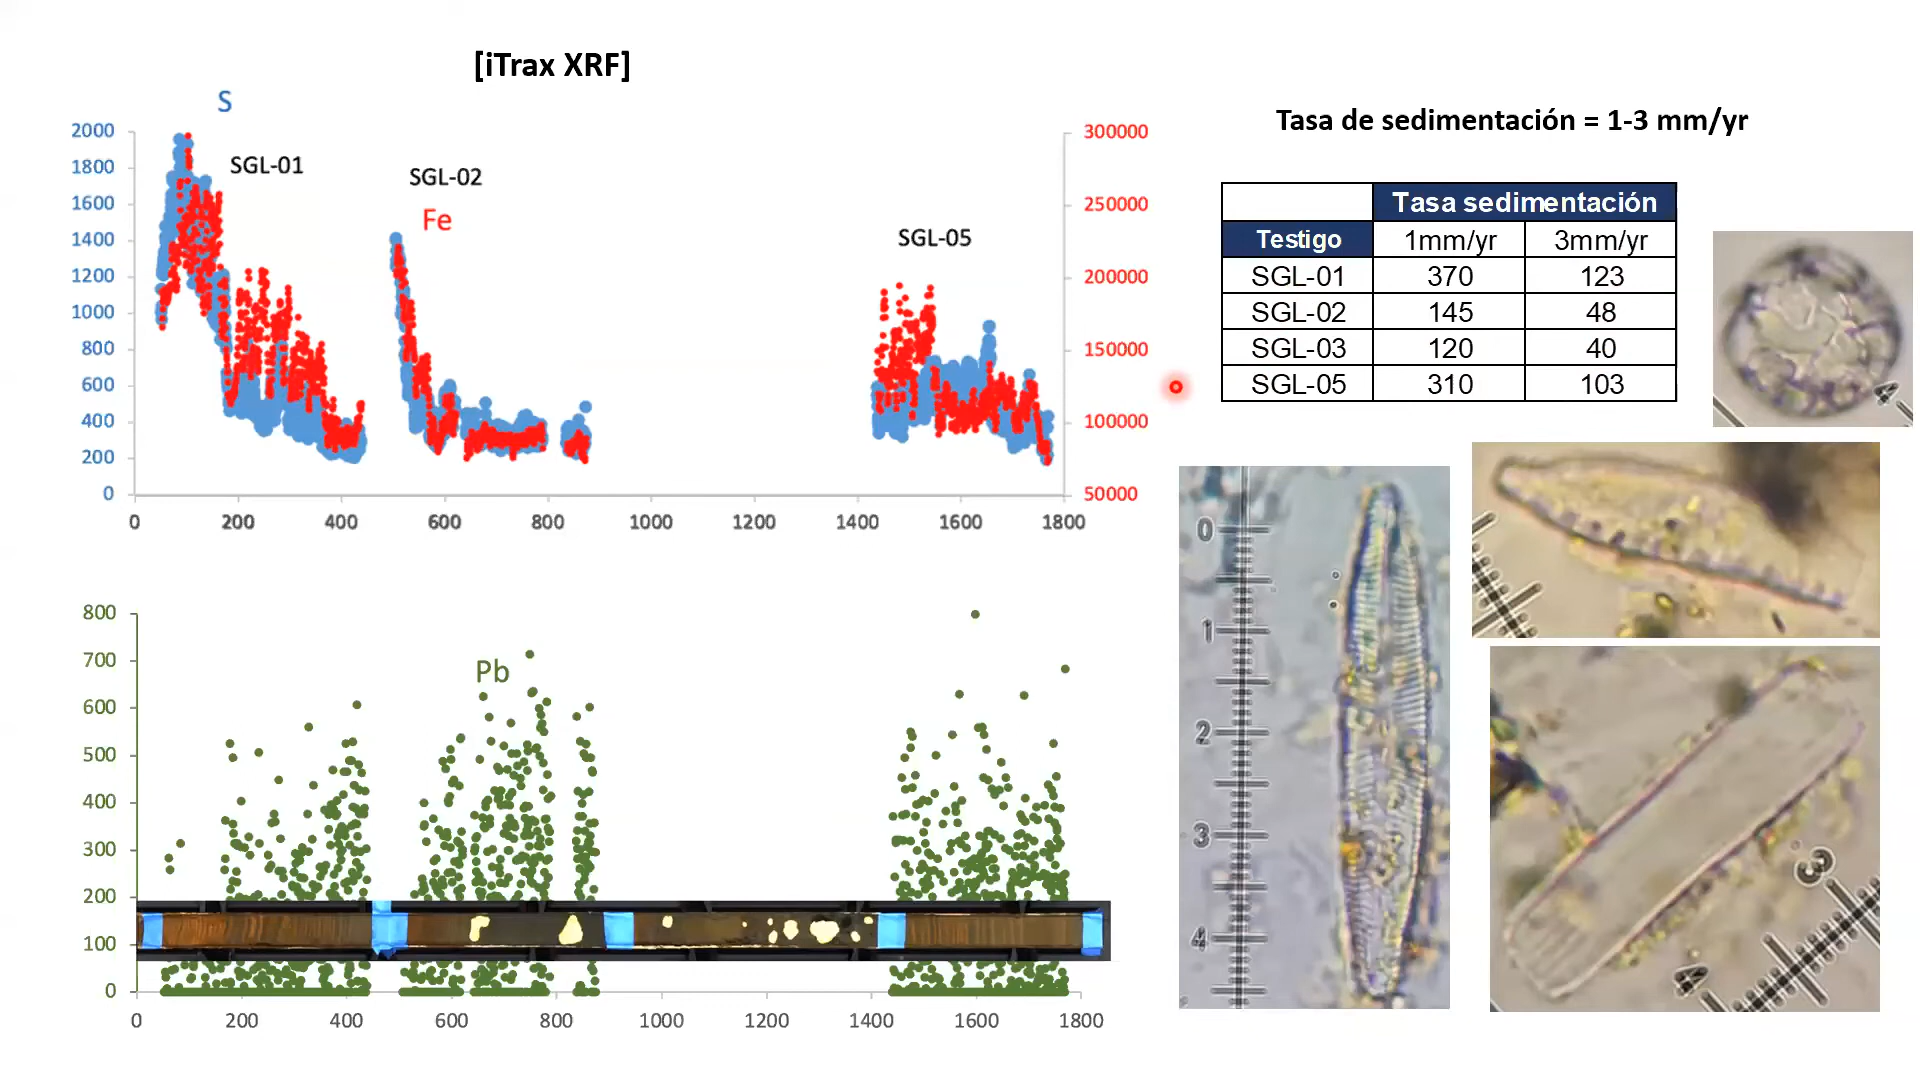 [iTrax XRF]
S
2000
1800
1600
1400
1200
1000
800
600
400
200
0
SGL-01
SGL-02
Fe
SGL-05
300000
250000
200000
150000
100000
50000
0 200 400 600 800 1000 1200 1400 1600 1800
Tasa de sedimentación = 1-3 mm/yr
Tasa sedimentación
Testigo 1mm/yr 3mm/yr
SGL-01 370 123
SGL-02 145 48
SGL-03 120 40
SGL-05 310 103
4
0
1
2
3
4
3
4
Pb
800
700
600
500
400
300
200
100
0
0 200 400 600 800 1000 1200 1400 1600 1800